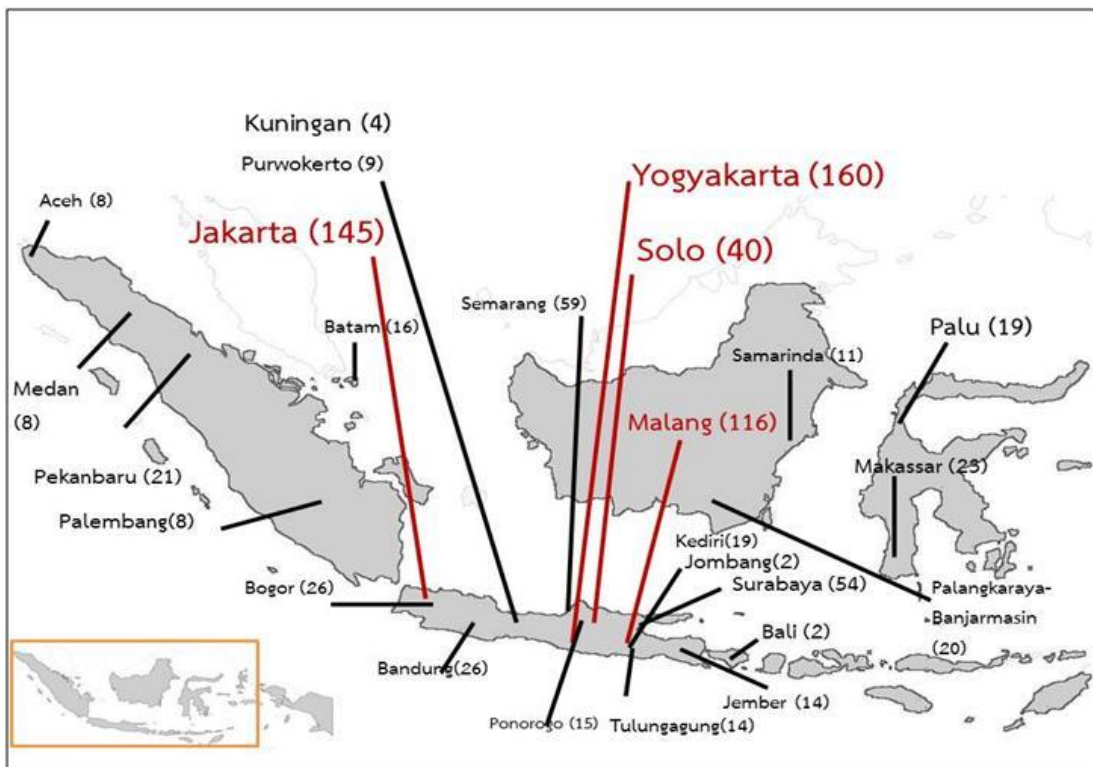 Kuningan (4)
Purwokerto (9)
Yogyakarta (160)
Aceh (8)
Jakarta (145)
Solo (40)
Semarang (59)
Batam (16)
Palu (19)
Samarinda (11)
Medan
(8)
Malang (116)
Pekanbaru (21)
Makassar (23)
Palembang(8)
Kediri(19)
Jombang(2)
Surabaya (54)
Bogor (26)
Palangkaraya-
Banjarmasin
(20)
Bali (2)
Bandung(26)
Jember (14)
Ponorogo (15)
Tulungagung(14)